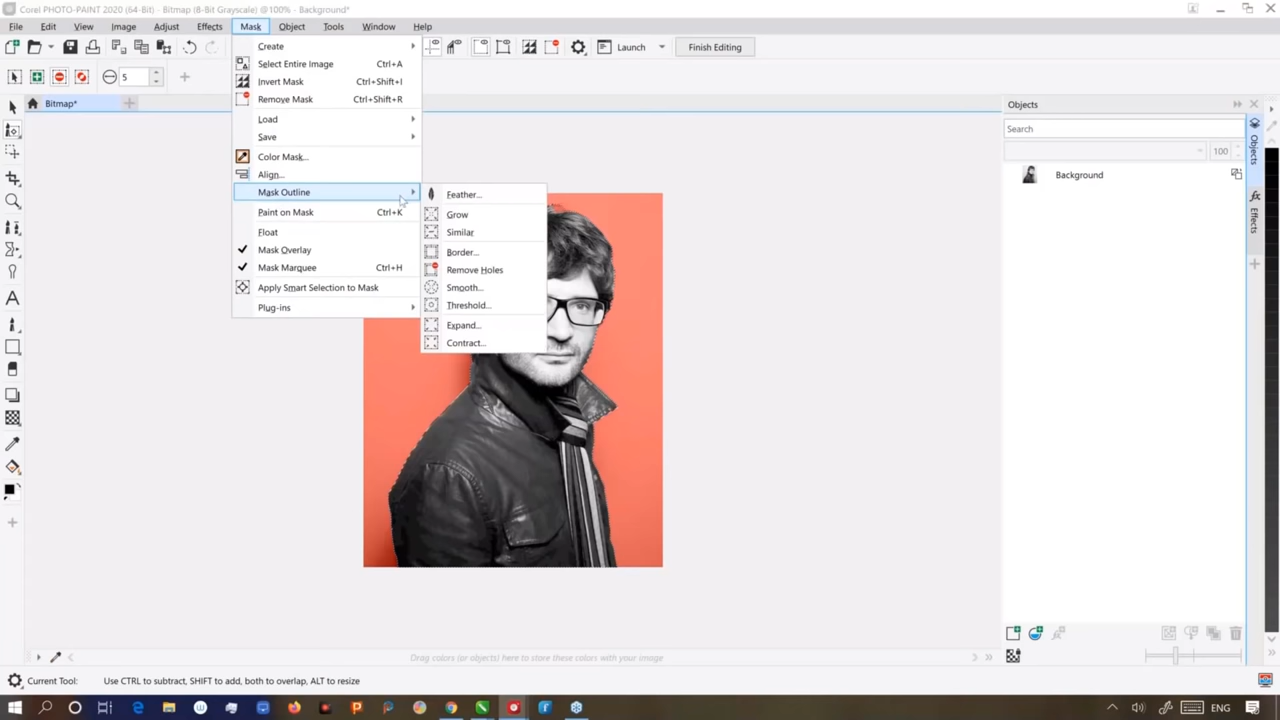 Corel PHOTO-PAINT 2020 (64-Bit) - Bitmap (8-Bit Grayscale) @100% - Background*
File Edit View Image Adjust Effects Mask Object Tools Window Help
Launch Finish Editing
5
Bitmap*
Create
Select Entire Image Ctrl+A
Invert Mask Ctrl+Shift+I
Remove Mask Ctrl+Shift+R
Load
Save
Color Mask...
Align...
Mask Outline
Paint on Mask Ctrl+K
Float
Mask Overlay
Mask Marquee Ctrl+H
Apply Smart Selection to Mask
Plug-ins
Feather...
Grow
Similar
Border...
Remove Holes
Smooth...
Threshold...
Expand...
Contract...
Objects
Search
100
Background
Objects
Effects
Drag colors (or objects) here to store these colors with your image
Current Tool: Use CTRL to subtract, SHIFT to add, both to overlap, ALT to resize
ENG